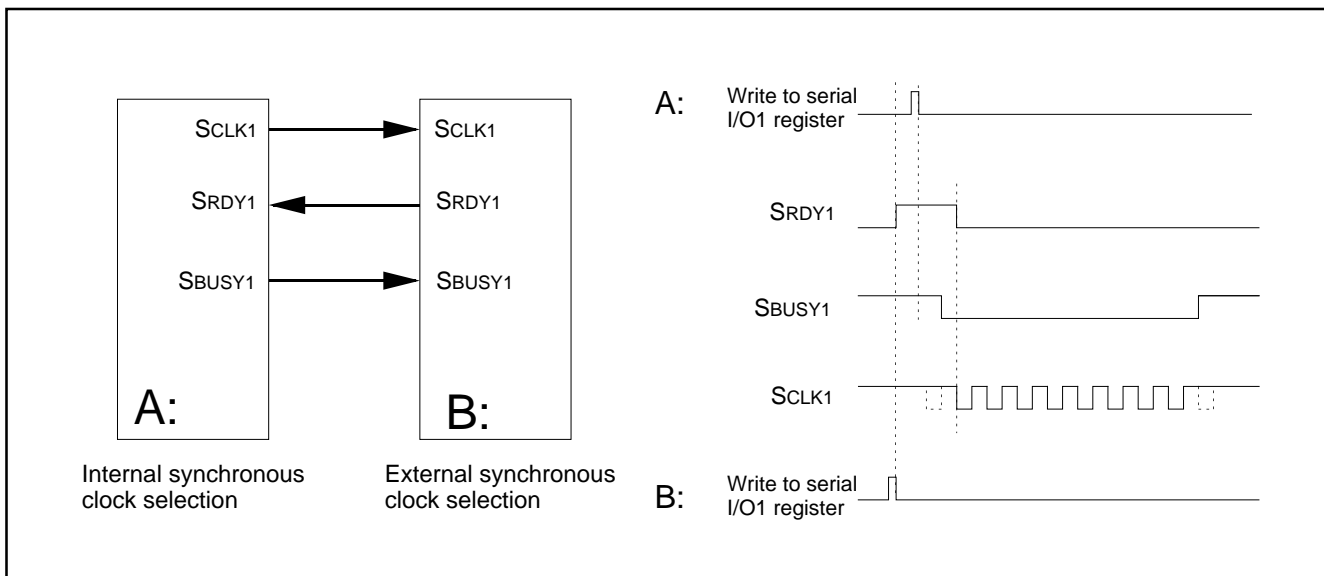 SCLK1
SRDY1
SBUSY1
A:
Internal synchronous
clock selection
SCLK1
SRDY1
SBUSY1
B:
External synchronous
clock selection
A:
Write to serial
I/O1 register
SRDY1
SBUSY1
SCLK1
B:
Write to serial
I/O1 register